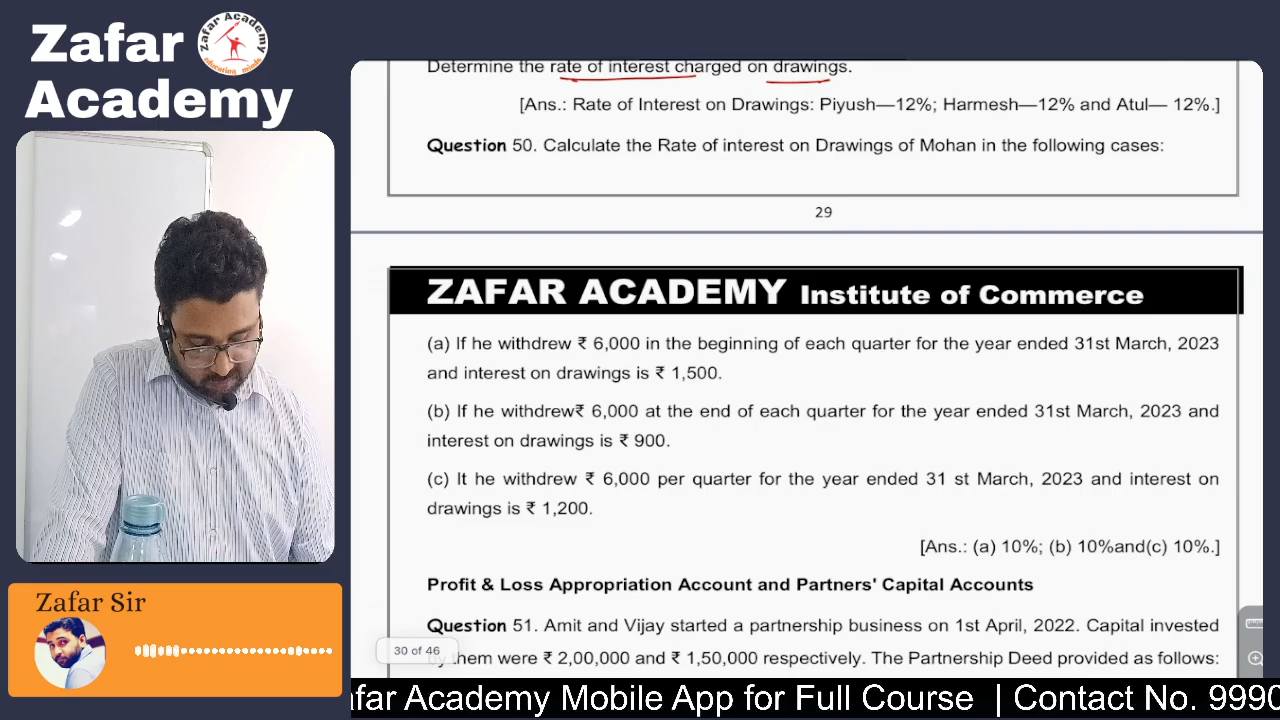 Zafar
Academy
Zafar Academy
educating minds
Determine the rate of interest charged on drawings.
[Ans.: Rate of Interest on Drawings: Piyush—12%; Harmesh—12% and Atul— 12%.]
Question 50. Calculate the Rate of interest on Drawings of Mohan in the following cases:
29
ZAFAR ACADEMY Institute of Commerce
(a) If he withdrew ₹ 6,000 in the beginning of each quarter for the year ended 31st March, 2023
and interest on drawings is ₹ 1,500.
(b) If he withdrew₹ 6,000 at the end of each quarter for the year ended 31st March, 2023 and
interest on drawings is ₹ 900.
(c) It he withdrew ₹ 6,000 per quarter for the year ended 31 st March, 2023 and interest on
drawings is ₹ 1,200.
[Ans.: (a) 10%; (b) 10%and(c) 10%.]
Profit & Loss Appropriation Account and Partners' Capital Accounts
Question 51. Amit and Vijay started a partnership business on 1st April, 2022. Capital invested
by them were ₹ 2,00,000 and ₹ 1,50,000 respectively. The Partnership Deed provided as follows:
30 of 46
Zafar Sir
afar Academy Mobile App for Full Course | Contact No. 9990